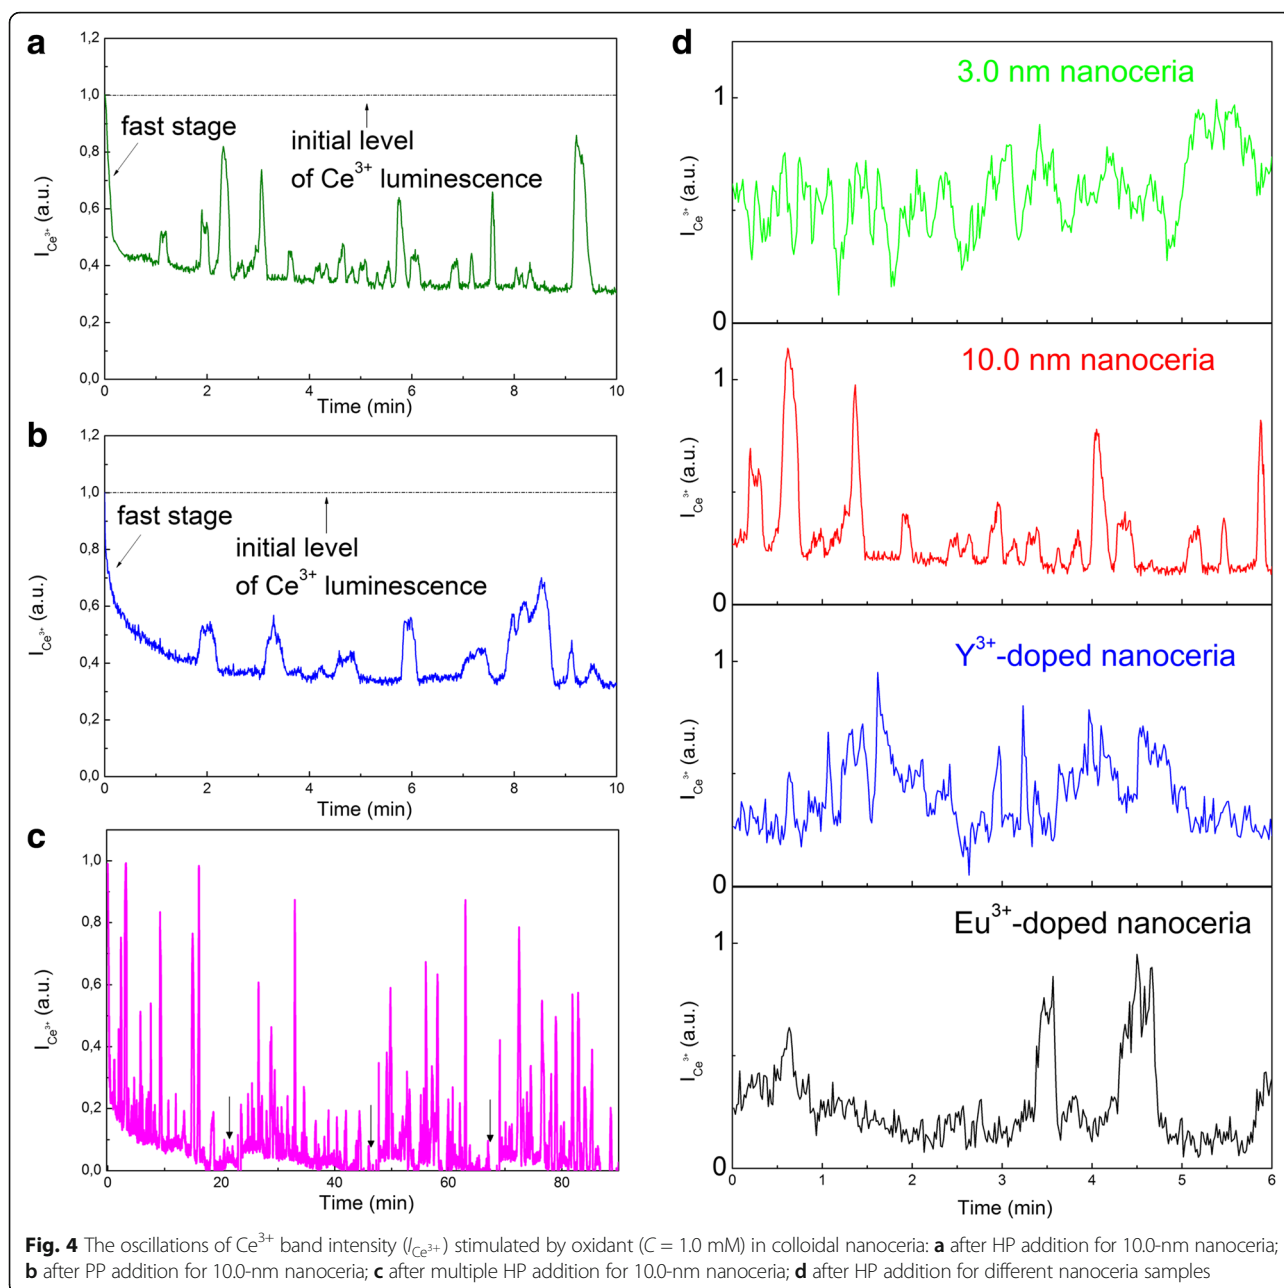 a
1,2
1,0
0,8
0,6
0,4
0,2
0,0
I Ce3+ (a.u.)
fast stage
initial level
of Ce3+ luminescence
0 2 4 6 8 10
Time (min)
b
1,2
1,0
0,8
0,6
0,4
0,2
0,0
I Ce3+ (a.u.)
fast stage
initial level
of Ce3+ luminescence
0 2 4 6 8 10
Time (min)
c
1,0
0,8
0,6
0,4
0,2
0,0
I Ce3+ (a.u.)
20 40 60 80
Time (min)
d
3.0 nm nanoceria
1
0
I Ce3+ (a.u.)
10.0 nm nanoceria
1
0
I Ce3+ (a.u.)
Y3+-doped nanoceria
1
0
I Ce3+ (a.u.)
Eu3+-doped nanoceria
1
0
I Ce3+ (a.u.)
0 1 2 3 4 5 6
Time (min)
Fig. 4 The oscillations of Ce3+ band intensity (ICe3+) stimulated by oxidant (C = 1.0 mM) in colloidal nanoceria: a after HP addition for 10.0-nm nanoceria;
b after PP addition for 10.0-nm nanoceria; c after multiple HP addition for 10.0-nm nanoceria; d after HP addition for different nanoceria samples